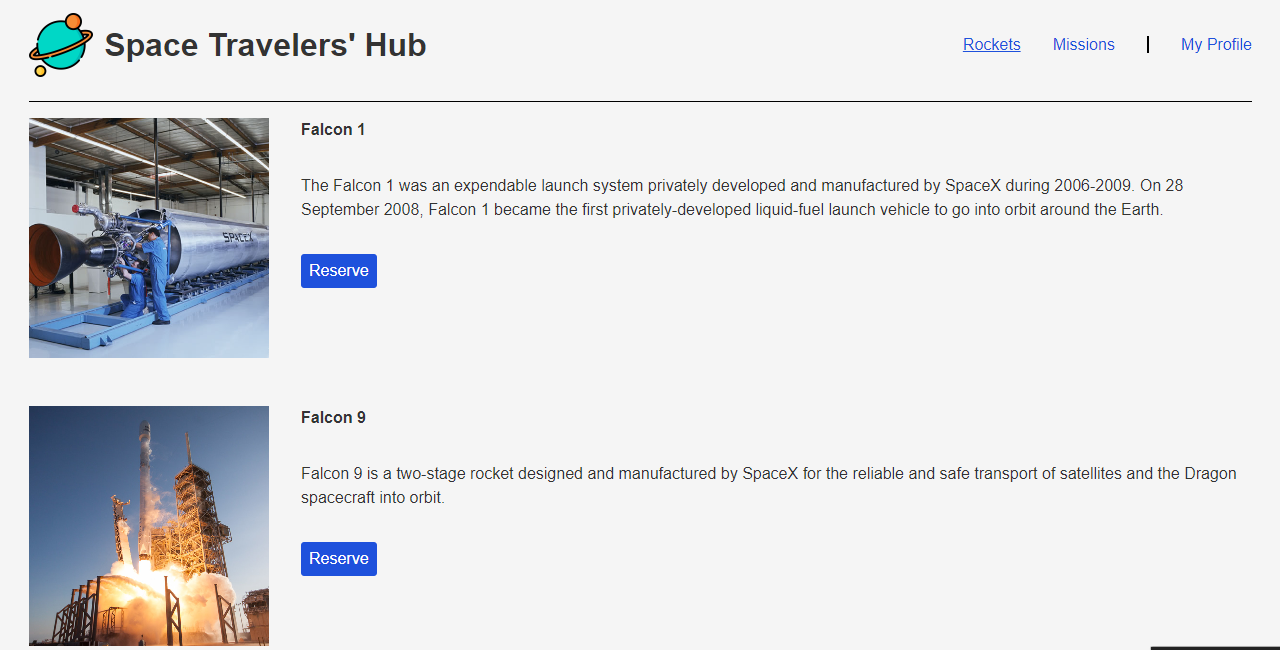 Space Travelers' Hub
Rockets
Missions
My Profile
Falcon 1
The Falcon 1 was an expendable launch system privately developed and manufactured by SpaceX during 2006-2009. On 28
September 2008, Falcon 1 became the first privately-developed liquid-fuel launch vehicle to go into orbit around the Earth.
SPACEX
Reserve
Falcon 9
Falcon 9 is a two-stage rocket designed and manufactured by SpaceX for the reliable and safe transport of satellites and the Dragon
spacecraft into orbit.
Reserve